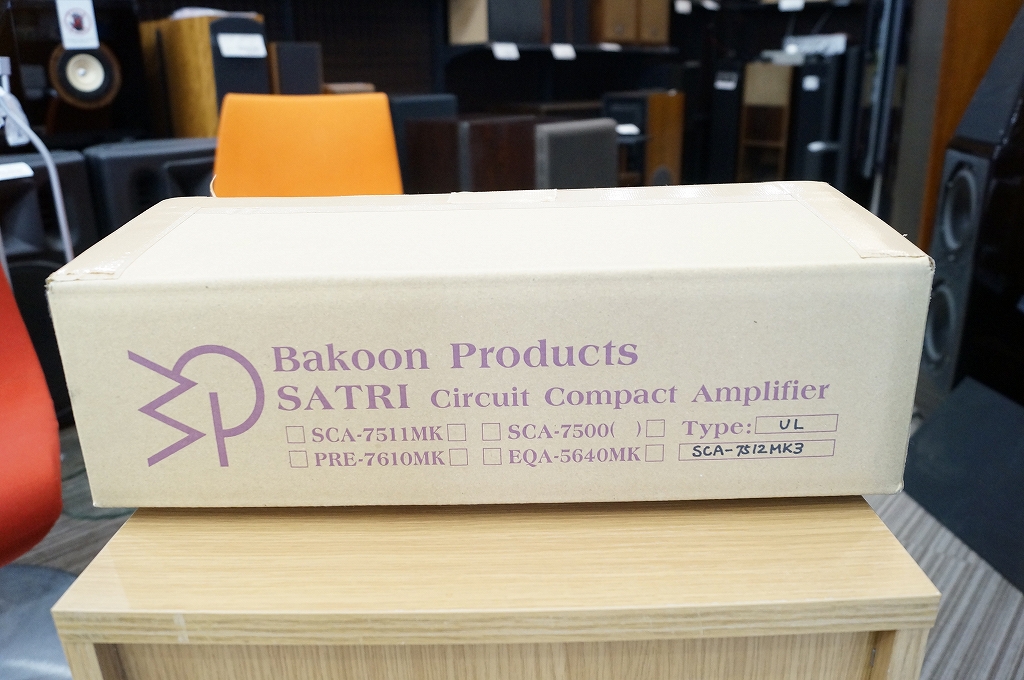 Bakoon Products
SATRI Circuit Compact Amplifier
□ SCA-7511MK□ □ SCA-7500( )□ Type: UL
□ PRE-7610MK□ □ EQA-5640MK□ SCA-7512MK3